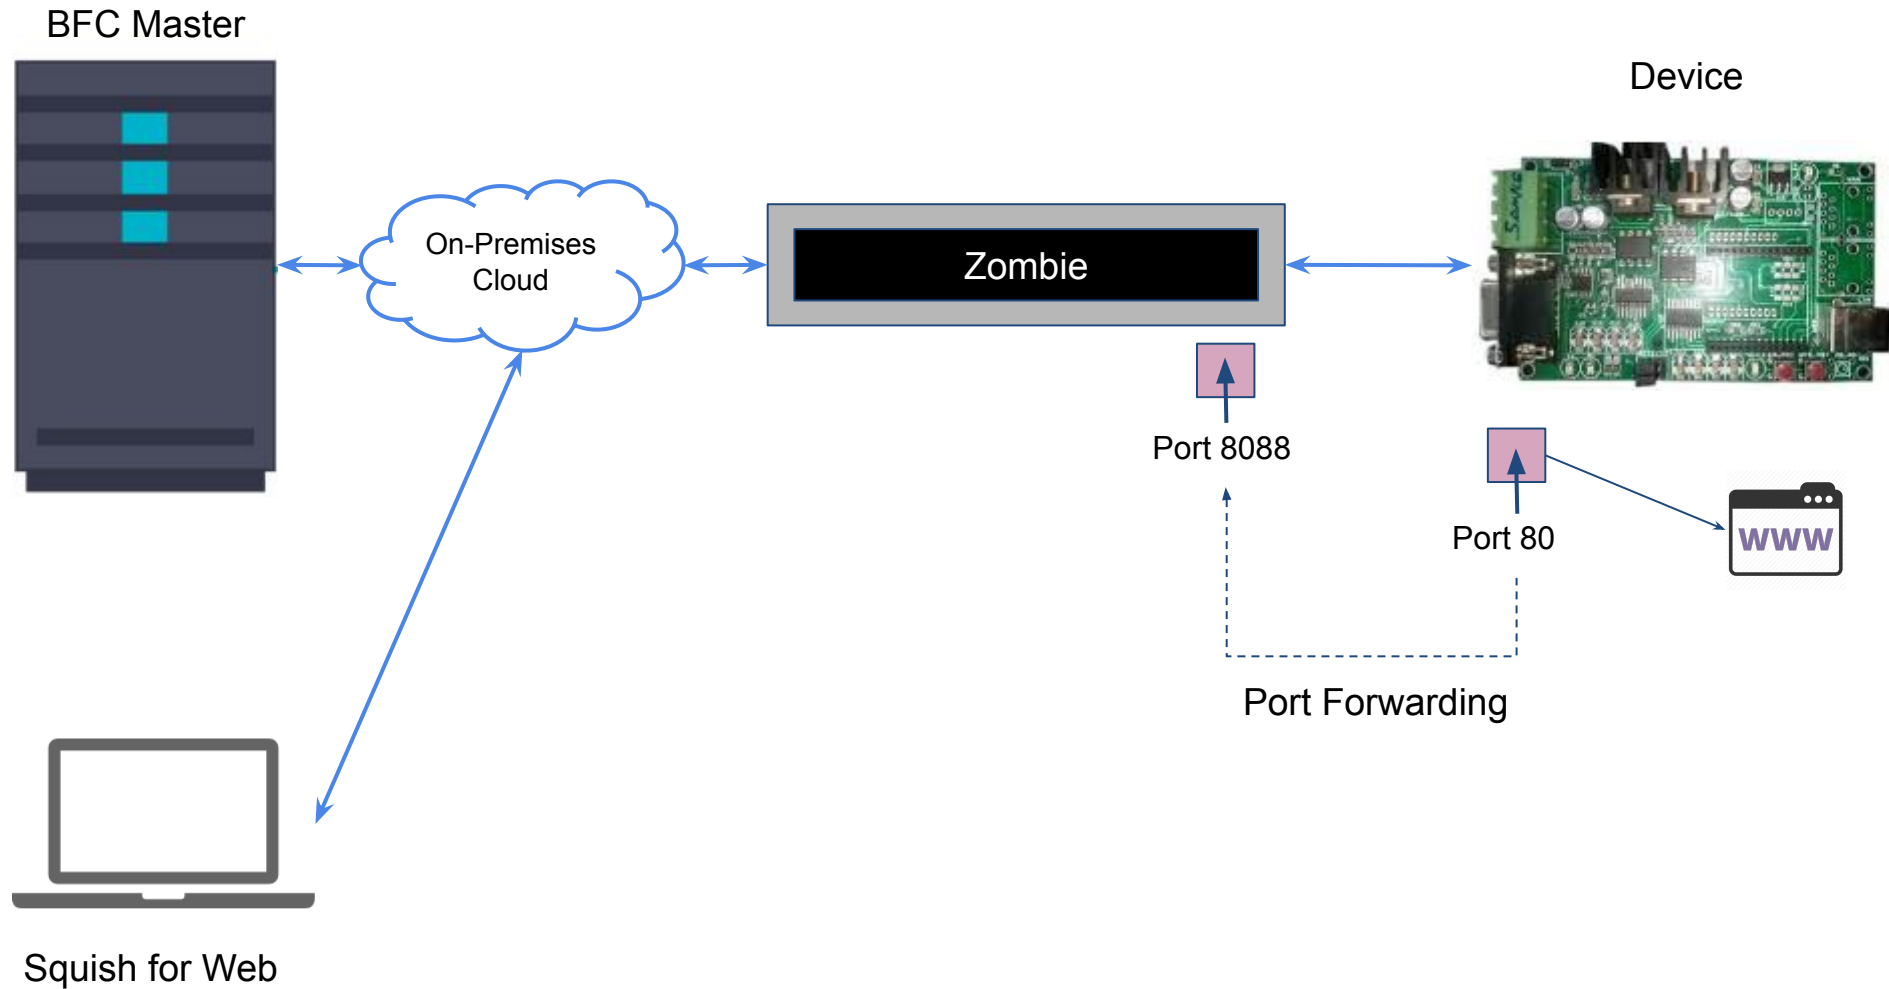 BFC Master
Device
On-Premises
Cloud
Zombie
Port 8088
Port 80
www
Port Forwarding
Squish for Web